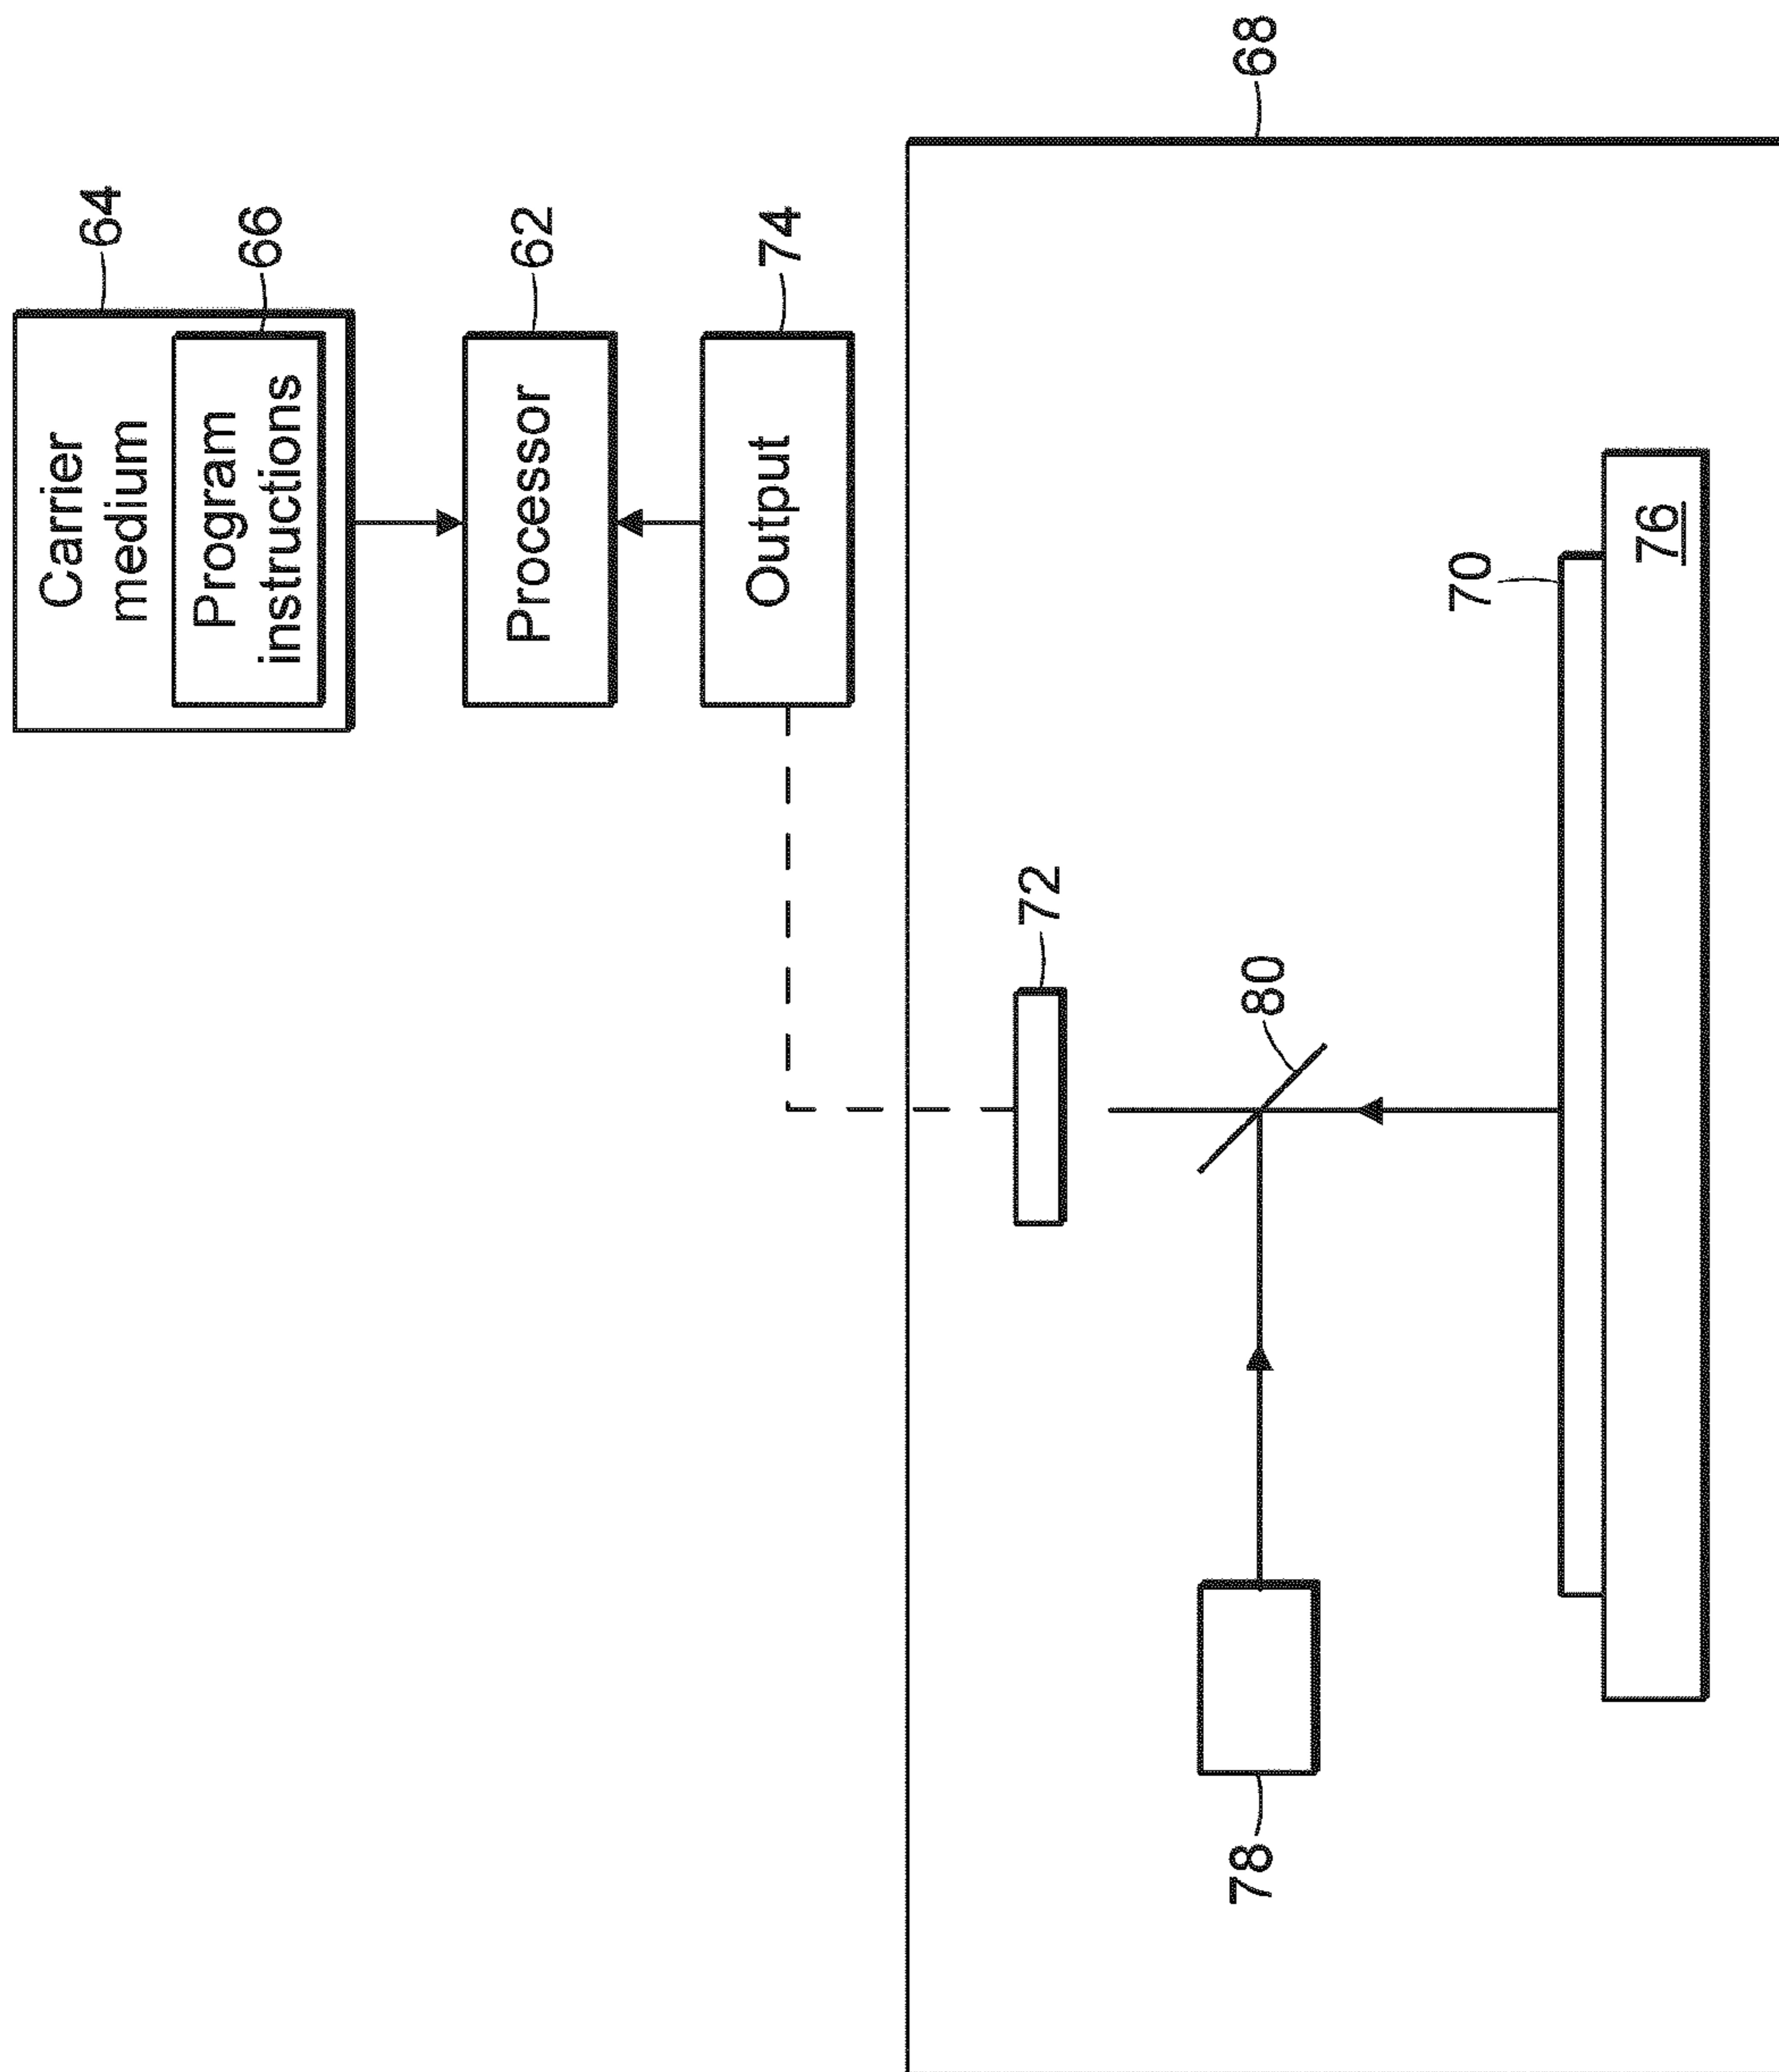 Carrier
medium
64
Program
instructions
66
Processor
62
Output
74
68
72
80
78
70
76